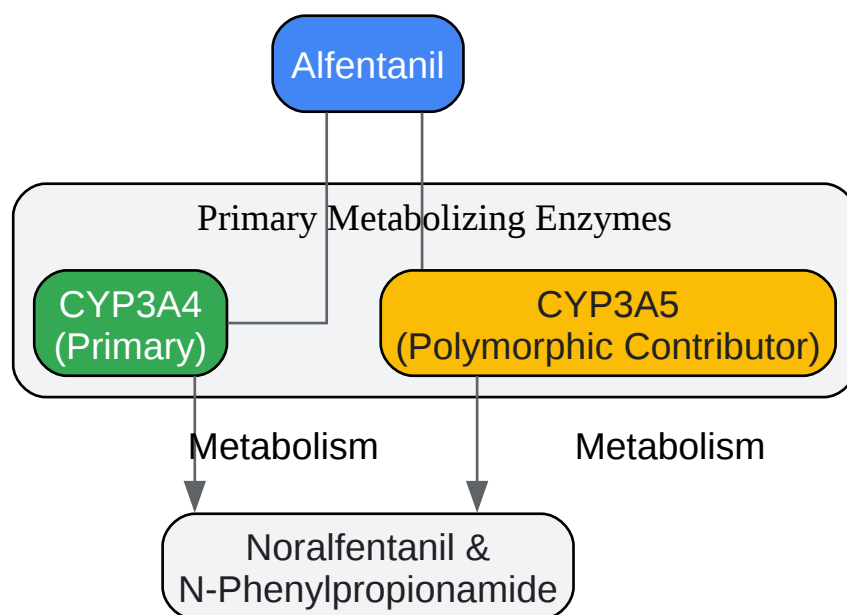 Alfentanil
Primary Metabolizing Enzymes
CYP3A4
(Primary)
CYP3A5
(Polymorphic Contributor)
Metabolism
Metabolism
Noralfentanil &
N-Phenylpropionamide